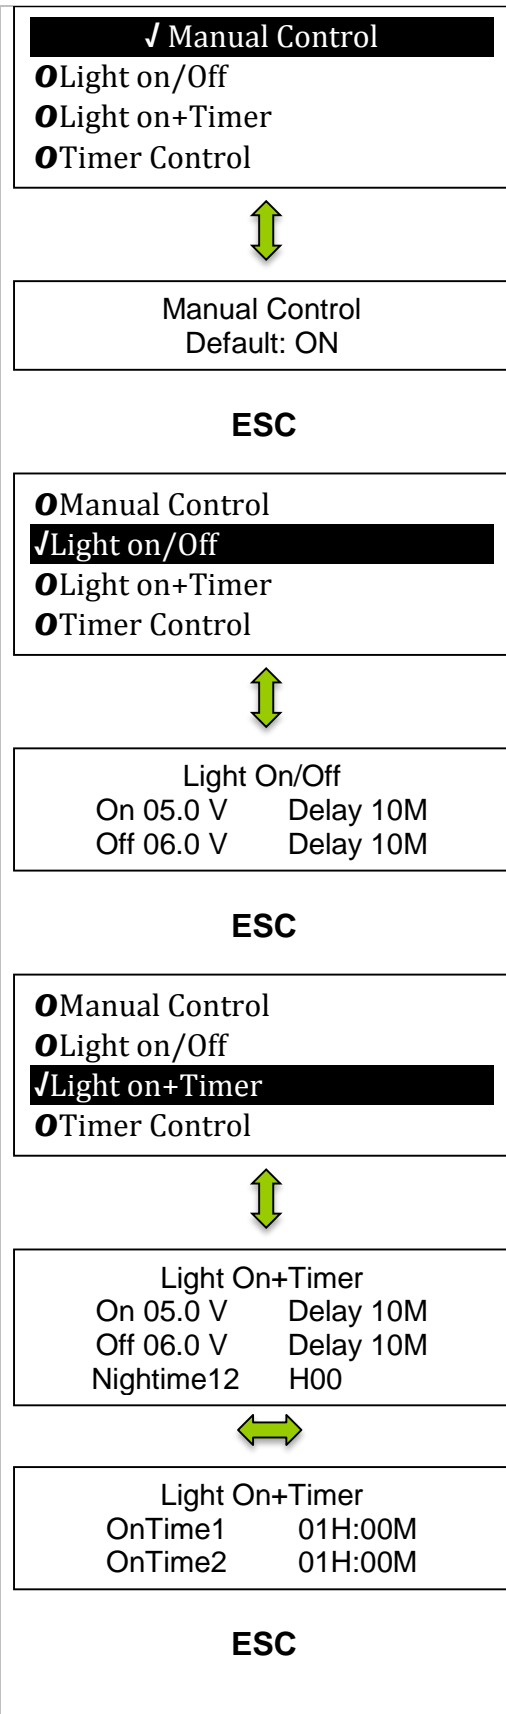 √ Manual Control
oLight on/Off
oLight on+Timer
oTimer Control
Manual Control
Default: ON
ESC
oManual Control
√Light on/Off
oLight on+Timer
oTimer Control
Light On/Off
On 05.0 V Delay 10M
Off 06.0 V Delay 10M
ESC
oManual Control
oLight on/Off
√Light on+Timer
oTimer Control
Light On+Timer
On 05.0 V Delay 10M
Off 06.0 V Delay 10M
Nightime12 H00
Light On+Timer
OnTime1 01H:00M
OnTime2 01H:00M
ESC